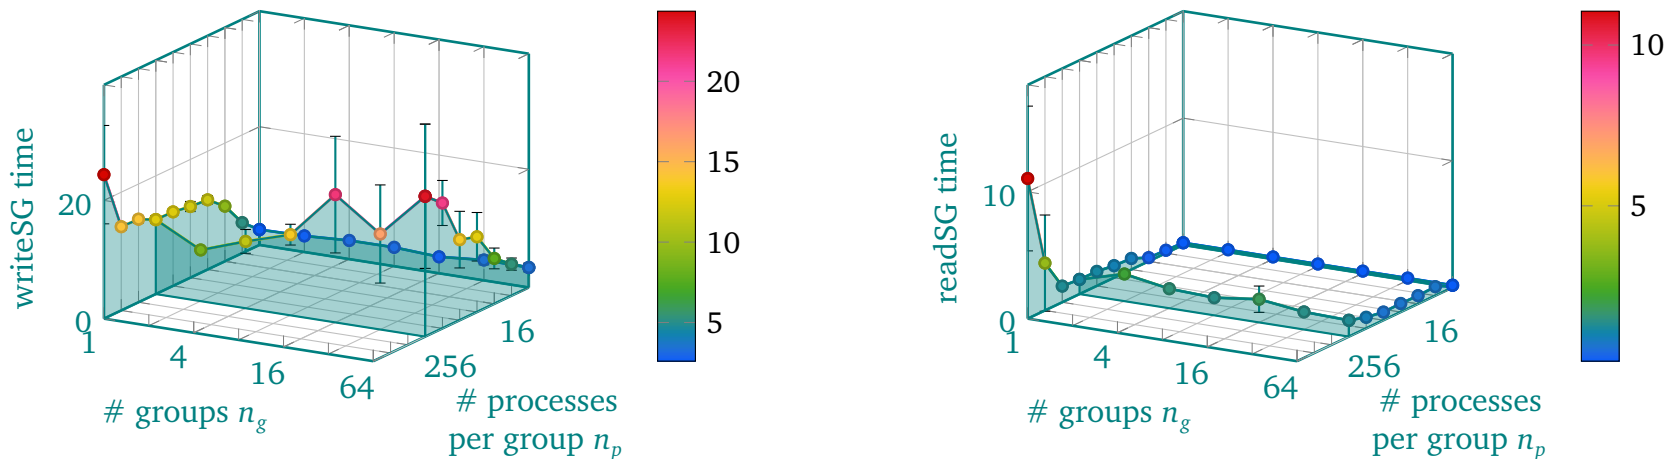 writeSG time
20
0
1
4
16
64
# groups n_g
16
256
# processes
per group n_p
20
15
10
5
readSG time
10
0
1
4
16
64
# groups n_g
16
256
# processes
per group n_p
10
5